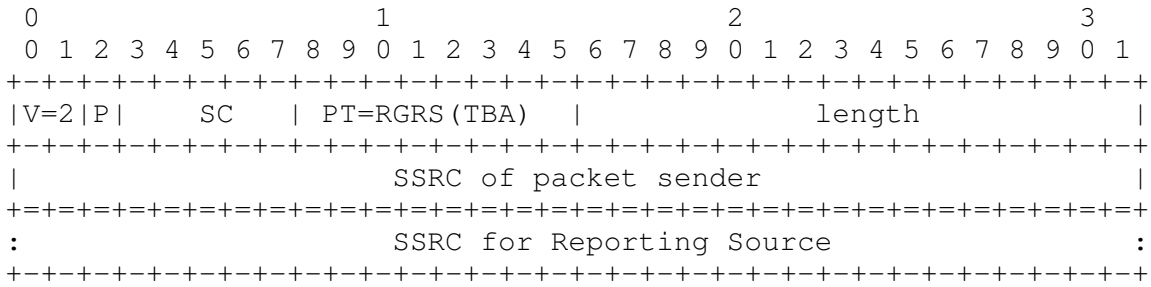 0                   1                   2                   3
 0 1 2 3 4 5 6 7 8 9 0 1 2 3 4 5 6 7 8 9 0 1 2 3 4 5 6 7 8 9 0 1
+-+-+-+-+-+-+-+-+-+-+-+-+-+-+-+-+-+-+-+-+-+-+-+-+-+-+-+-+-+-+-+-+
|V=2|P|    SC   | PT=RGRS(TBA)  |             length            |
+-+-+-+-+-+-+-+-+-+-+-+-+-+-+-+-+-+-+-+-+-+-+-+-+-+-+-+-+-+-+-+-+
|                     SSRC of packet sender                     |
+=+=+=+=+=+=+=+=+=+=+=+=+=+=+=+=+=+=+=+=+=+=+=+=+=+=+=+=+=+=+=+=+
:                     SSRC for Reporting Source                 :
+-+-+-+-+-+-+-+-+-+-+-+-+-+-+-+-+-+-+-+-+-+-+-+-+-+-+-+-+-+-+-+-+